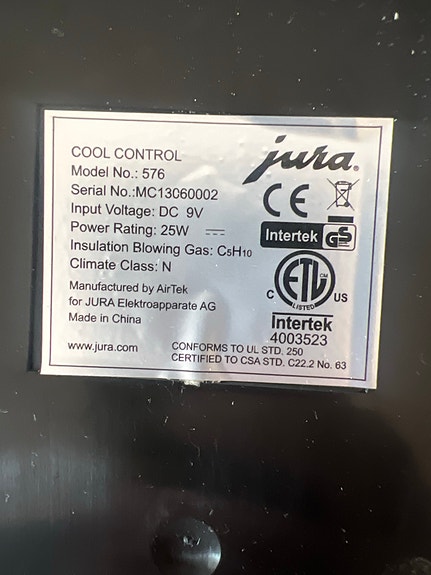 jura®
COOL CONTROL
Model No.: 576
Serial No.:MC13060002
Input Voltage: DC 9V
Power Rating: 25W
Insulation Blowing Gas: C₅H₁₀
Climate Class: N
Manufactured by AirTek
for JURA Elektroapparate AG
Made in China
www.jura.com
CE
Intertek GS
ETL CM
LISTED
C US
Intertek
4003523
CONFORMS TO UL STD. 250
CERTIFIED TO CSA STD. C22.2 No. 63